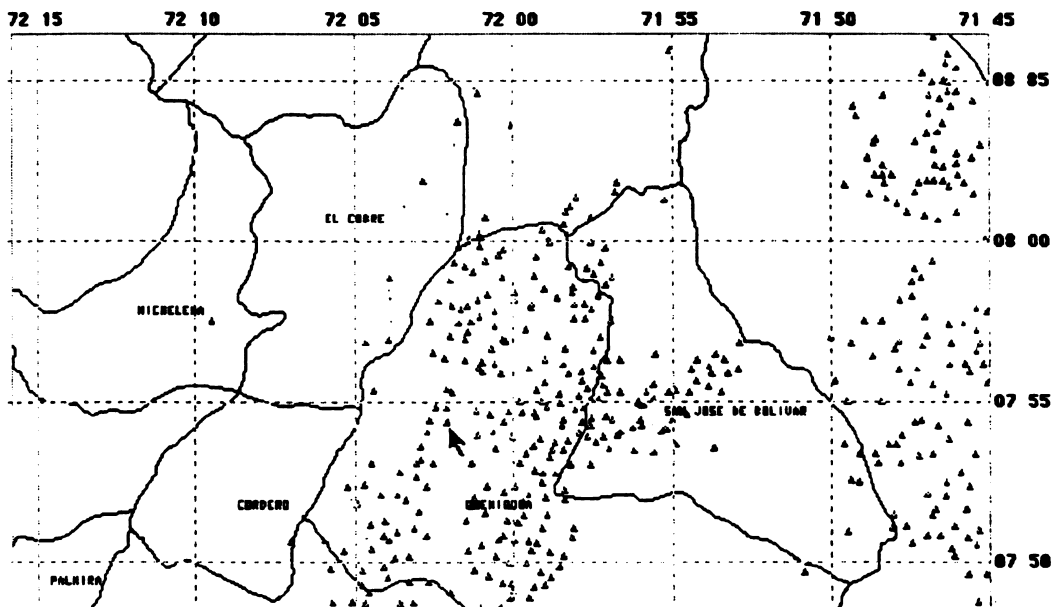 72 15 72 10 72 05 72 00 71 55 71 50 71 45
08 85
EL COBRE
08 00
MICHELENA
07 55
SAN JOSE DE BOLIVAR
CORDERO
07 50
PALMIRA